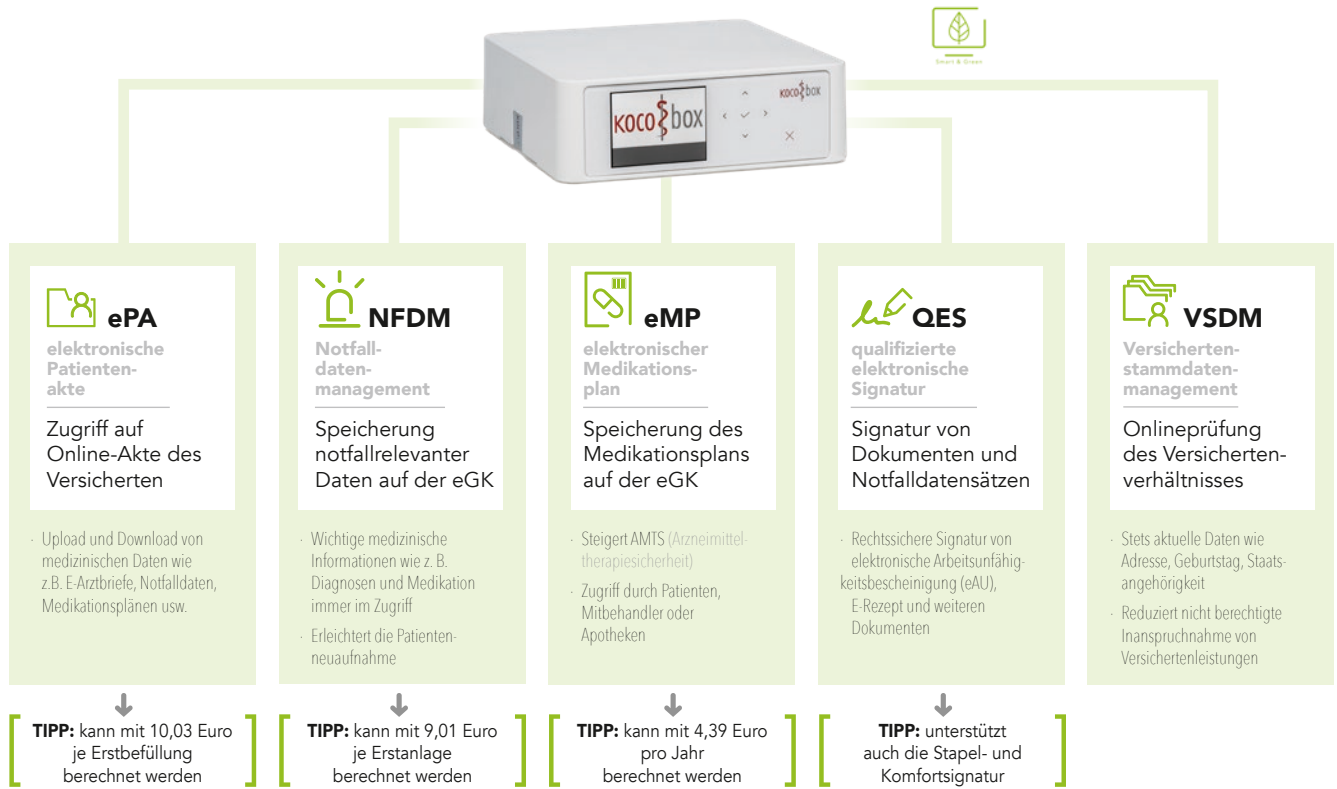 Smart & Green
KOCO box
KOCO box
ePA
elektronische
Patienten-
akte
Zugriff auf
Online-Akte des
Versicherten
· Upload und Download von
medizinischen Daten wie
z.B. E-Arztbriefe, Notfalldaten,
Medikationsplänen usw.
TIPP: kann mit 10,03 Euro
je Erstbefüllung
berechnet werden
NFDM
Notfall-
daten-
management
Speicherung
notfallrelevanter
Daten auf der eGK
· Wichtige medizinische
Informationen wie z. B.
Diagnosen und Medikation
immer im Zugriff
· Erleichtert die Patienten-
neuaufnahme
TIPP: kann mit 9,01 Euro
je Erstanlage
berechnet werden
eMP
elektronischer
Medikations-
plan
Speicherung des
Medikationsplans
auf der eGK
· Steigert AMTS (Arzneimittel-
therapiesicherheit)
· Zugriff durch Patienten,
Mitbehandler oder
Apotheken
TIPP: kann mit 4,39 Euro
pro Jahr
berechnet werden
QES
qualifizierte
elektronische
Signatur
Signatur von
Dokumenten und
Notfalldatensätzen
· Rechtssichere Signatur von
elektronische Arbeitsunfähig-
keitsbescheinigung (eAU),
E-Rezept und weiteren
Dokumenten
TIPP: unterstützt
auch die Stapel- und
Komfortsignatur
VSDM
Versicherten-
stammdaten-
management
Onlineprüfung
des Versicherten-
verhältnisses
· Stets aktuelle Daten wie
Adresse, Geburtstag, Staats-
angehörigkeit
· Reduziert nicht berechtigte
Inanspruchnahme von
Versichertenleistungen